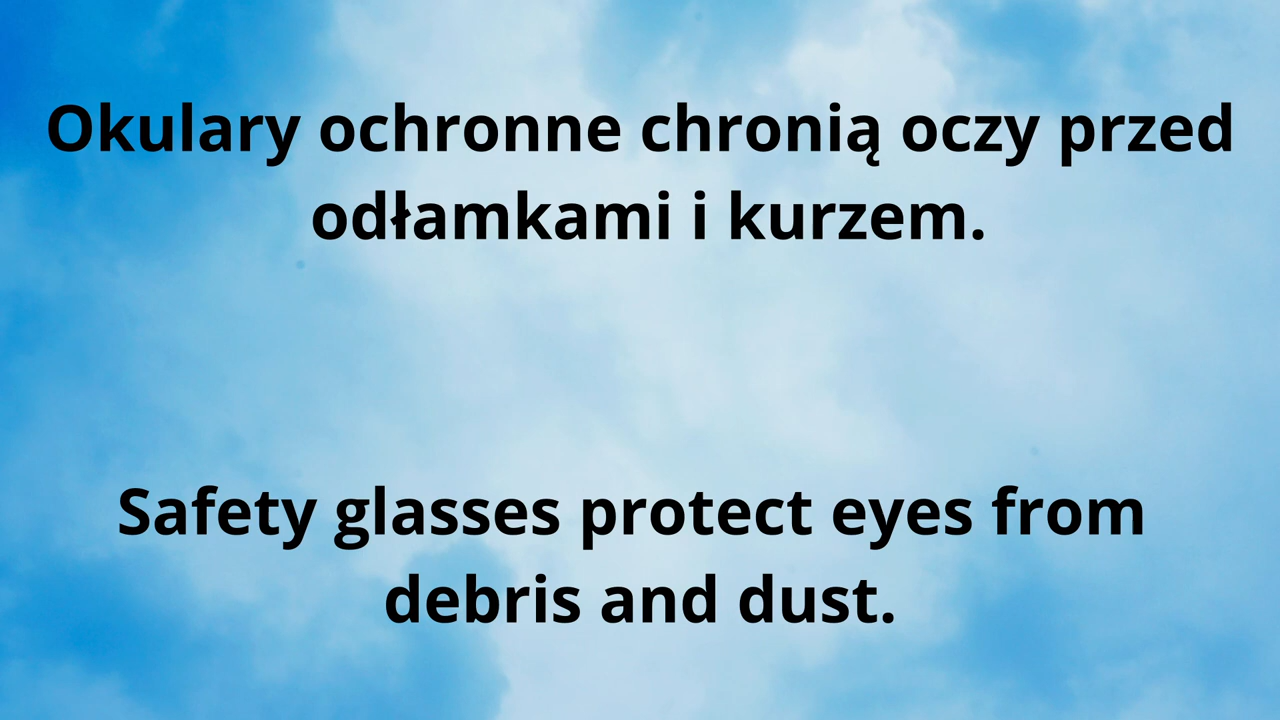 Okulary ochronne chronią oczy przed
odłamkami i kurzem.
Safety glasses protect eyes from
debris and dust.